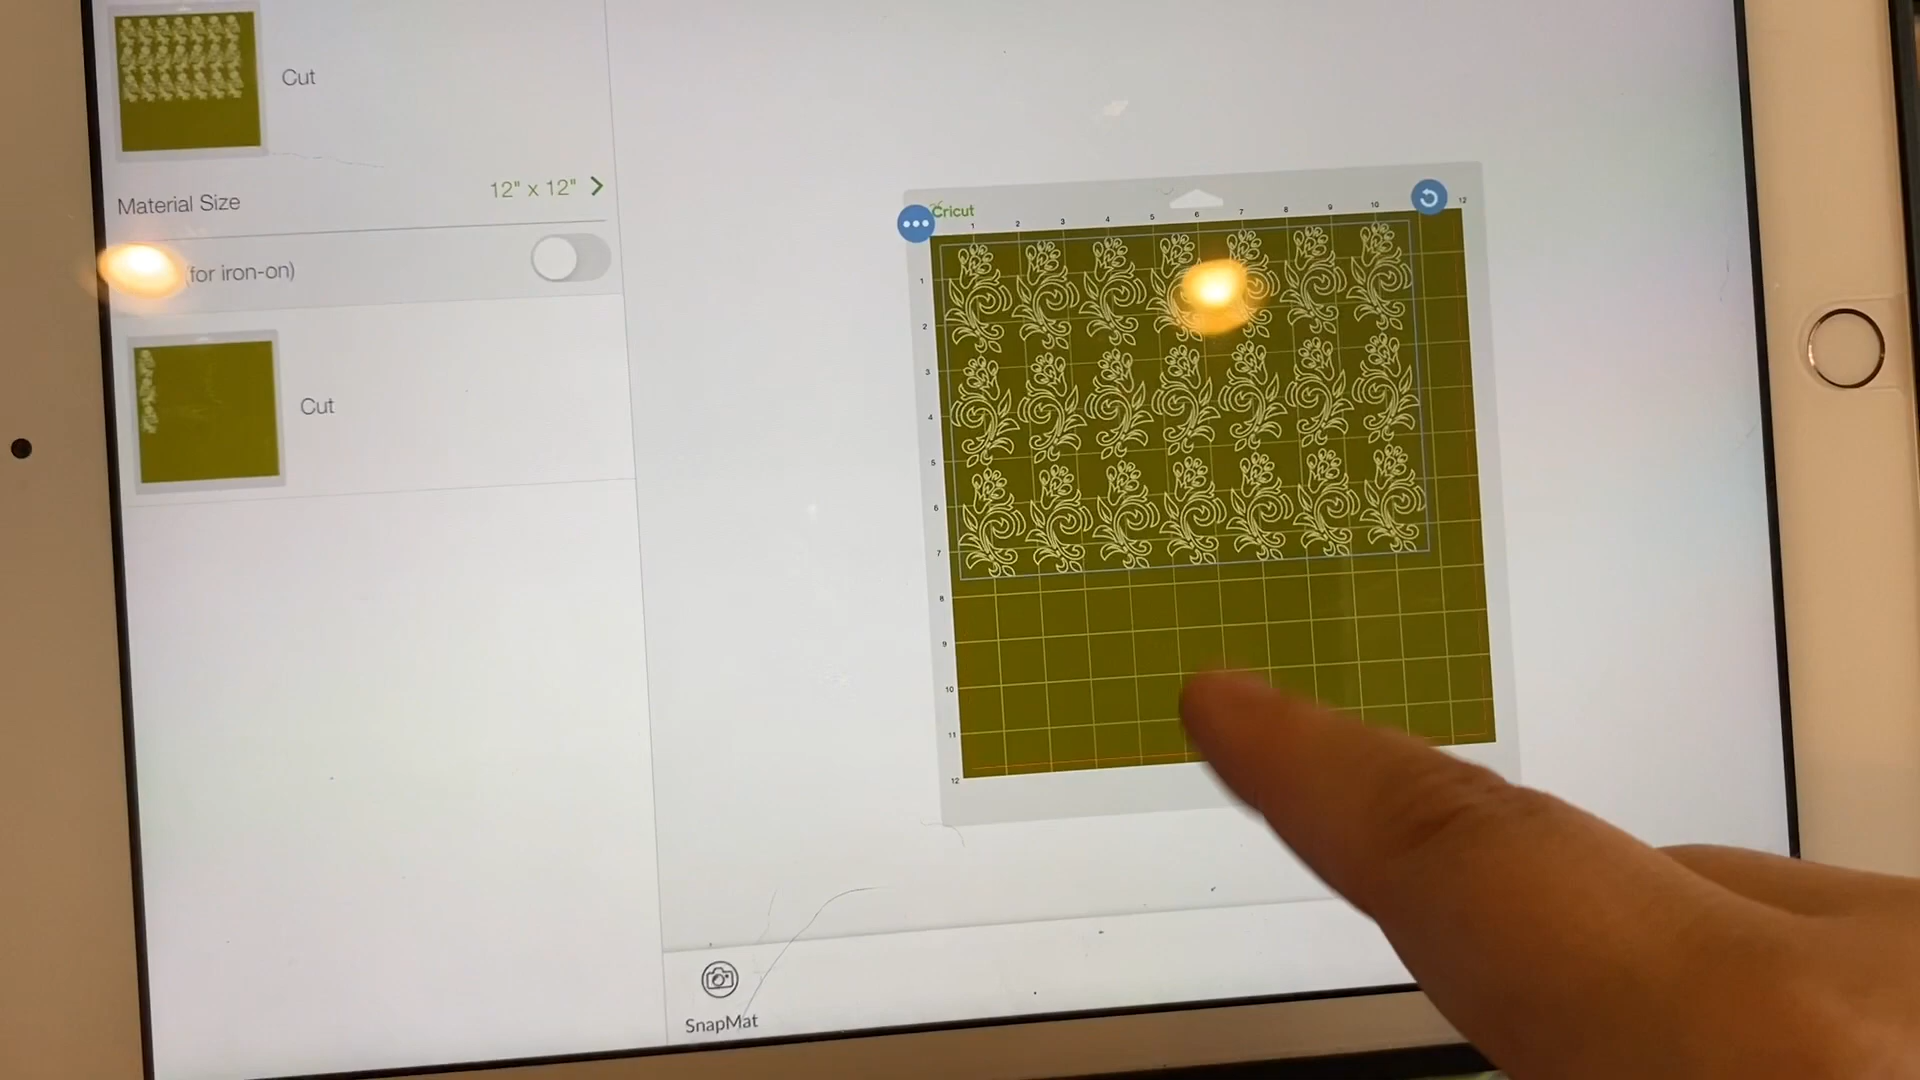 Cut
Material Size
12" x 12"
(for iron-on)
Cut
Cricut
1 2 3 4 5 6 7 8 9 10 12
1
2
3
4
5
6
7
8
9
10
11
12
SnapMat